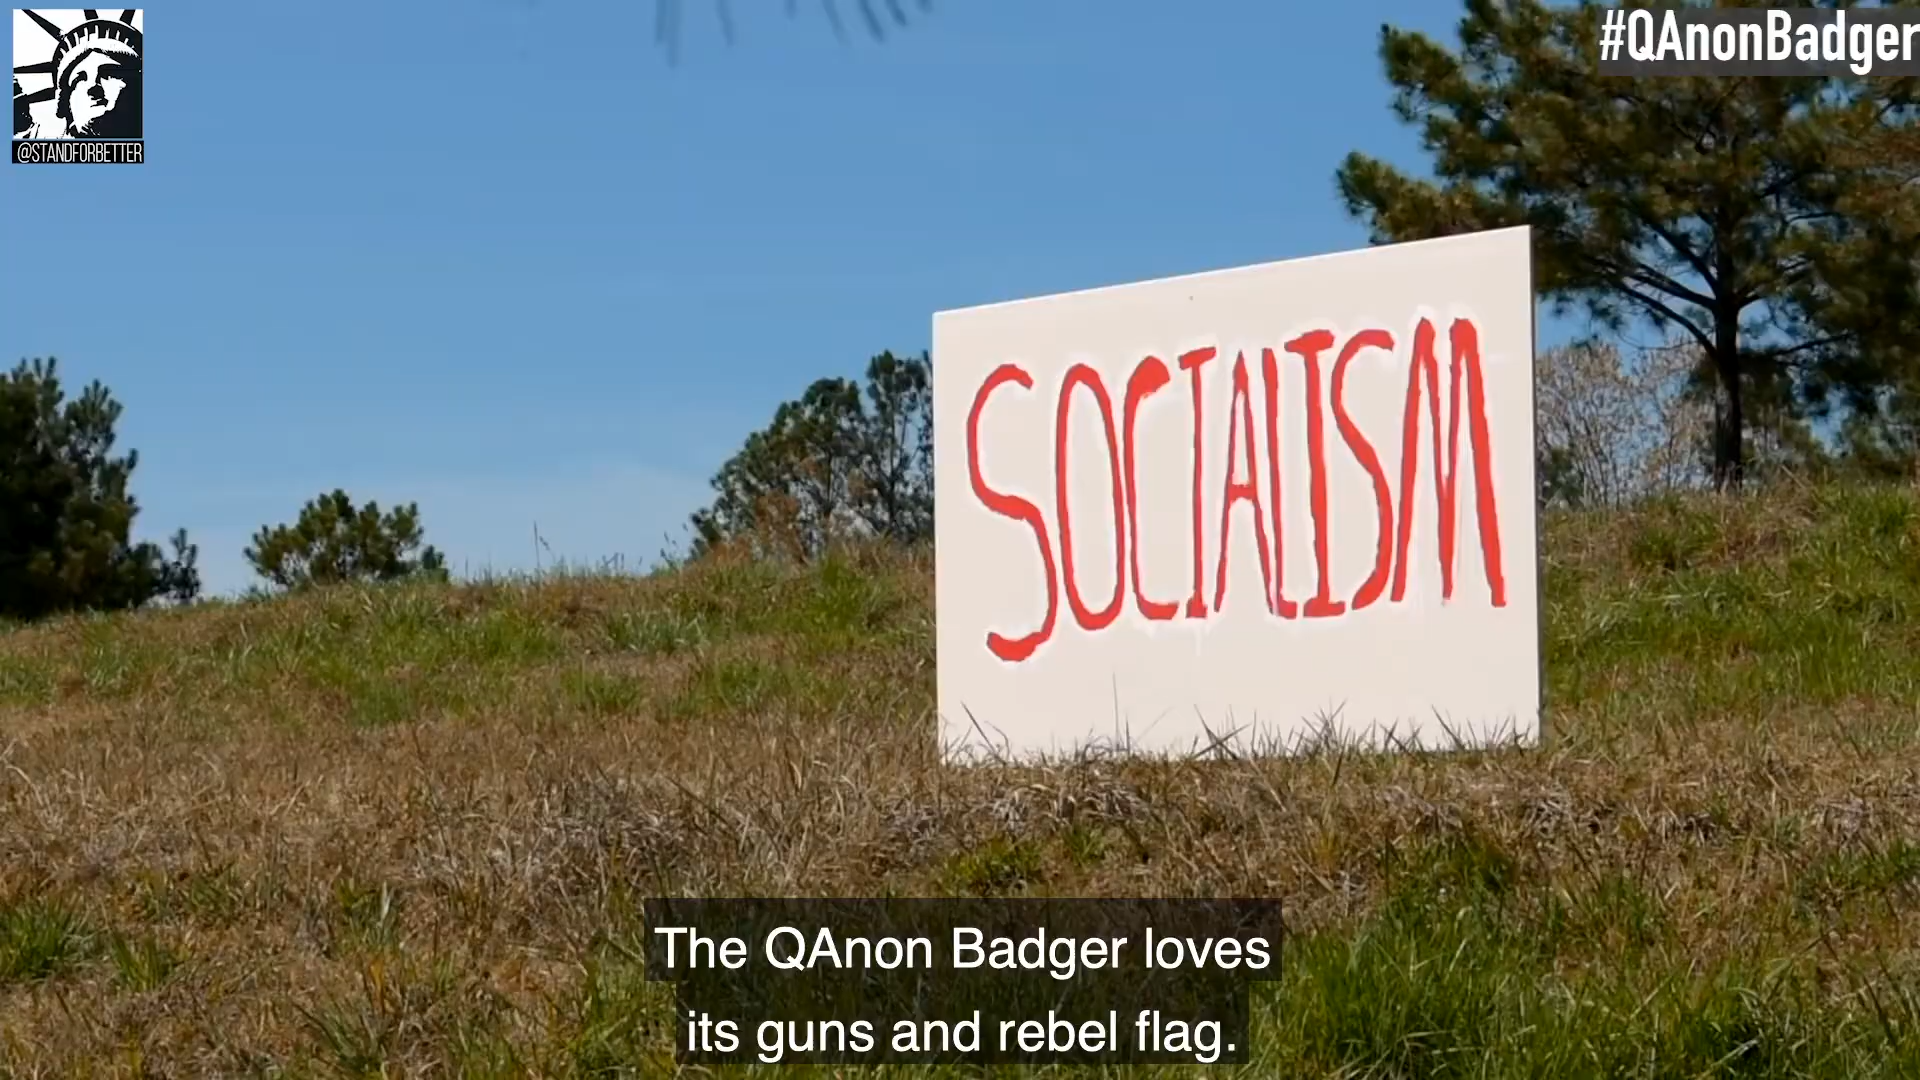 @STANDFORBETTER
#QAnonBadger
SOCIALISM
The QAnon Badger loves
its guns and rebel flag.